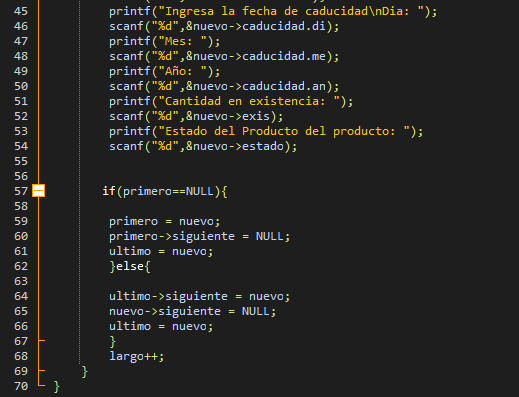 45 printf("Ingresa la fecha de caducidad\nDia: ");
46 scanf("%d",&nuevo->caducidad.di);
47 printf("Mes: ");
48 scanf("%d",&nuevo->caducidad.me);
49 printf("Año: ");
50 scanf("%d",&nuevo->caducidad.an);
51 printf("Cantidad en existencia: ");
52 scanf("%d",&nuevo->exis);
53 printf("Estado del Producto del producto: ");
54 scanf("%d",&nuevo->estado);
55
56
57 if(primero==NULL){
58
59 primero = nuevo;
60 primero->siguiente = NULL;
61 ultimo = nuevo;
62 }else{
63
64 ultimo->siguiente = nuevo;
65 nuevo->siguiente = NULL;
66 ultimo = nuevo;
67 }
68 largo++;
69 }
70 }